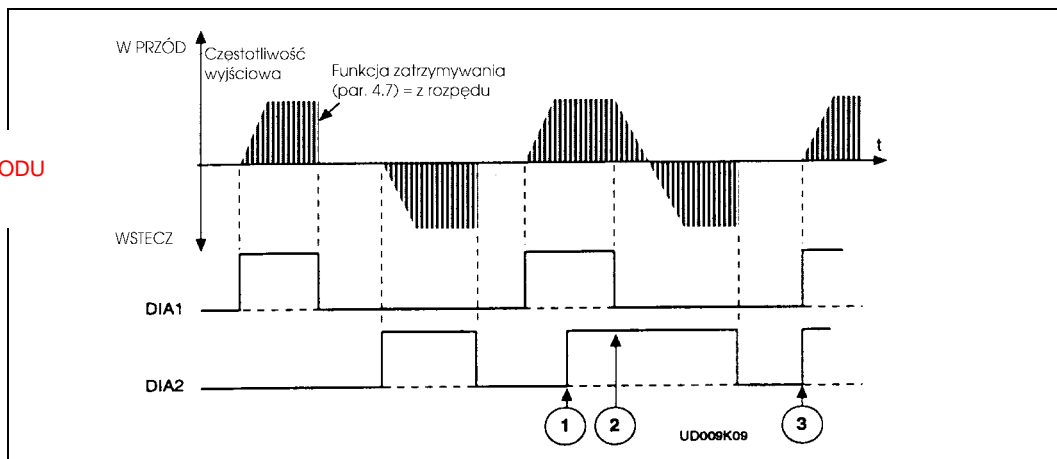 W PRZÓD
Częstotliwość
wyjściowa
Funkcja zatrzymywania
(par. 4.7) = z rozpędu
t
ODU
WSTECZ
DIA1
DIA2
1
2
3
UD009K09